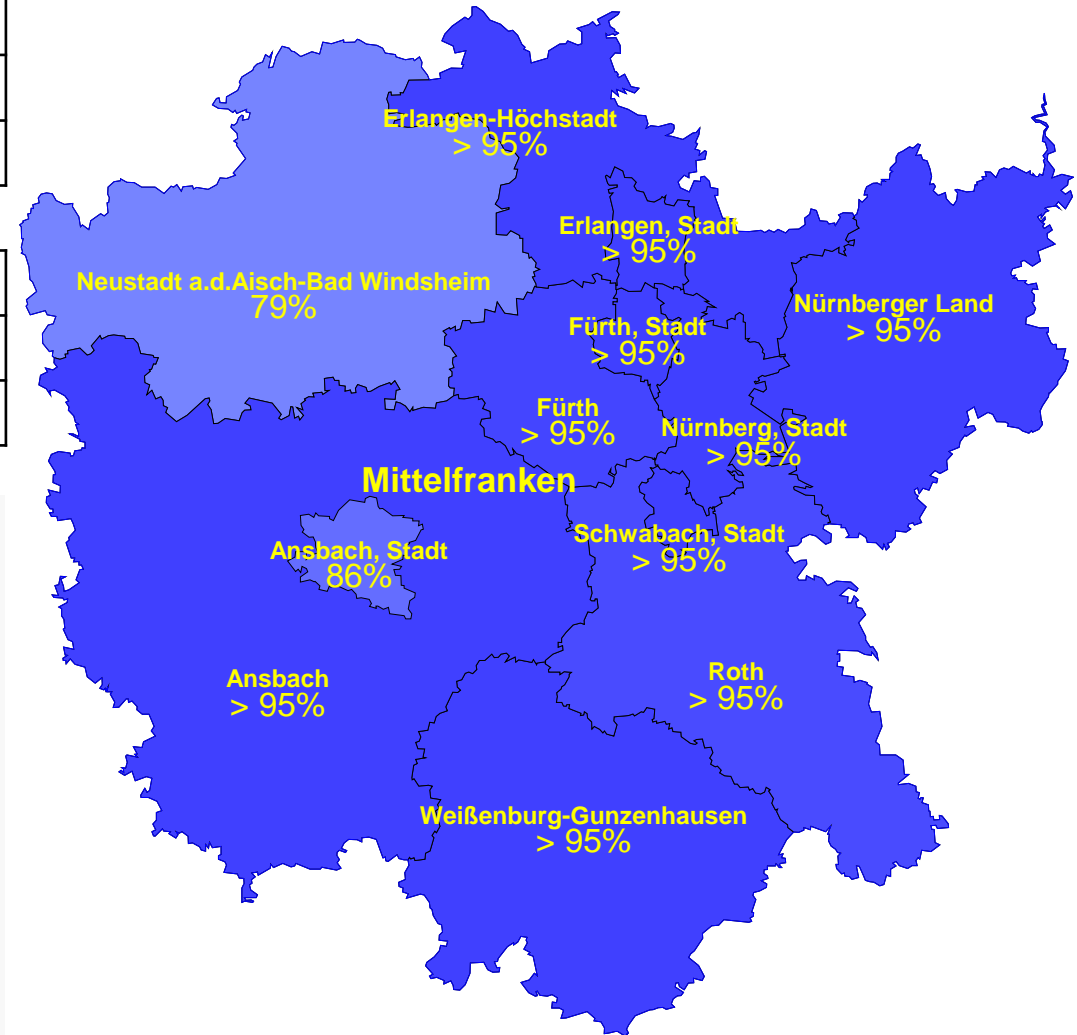 Erlangen-Höchstadt
> 95%
Erlangen, Stadt
> 95%
Neustadt a.d.Aisch-Bad Windsheim
79%
Nürnberger Land
> 95%
Fürth, Stadt
> 95%
Fürth
> 95%
Nürnberg, Stadt
> 95%
Mittelfranken
Schwabach, Stadt
> 95%
Ansbach, Stadt
86%
Ansbach
> 95%
Roth
> 95%
Weißenburg-Gunzenhausen
> 95%